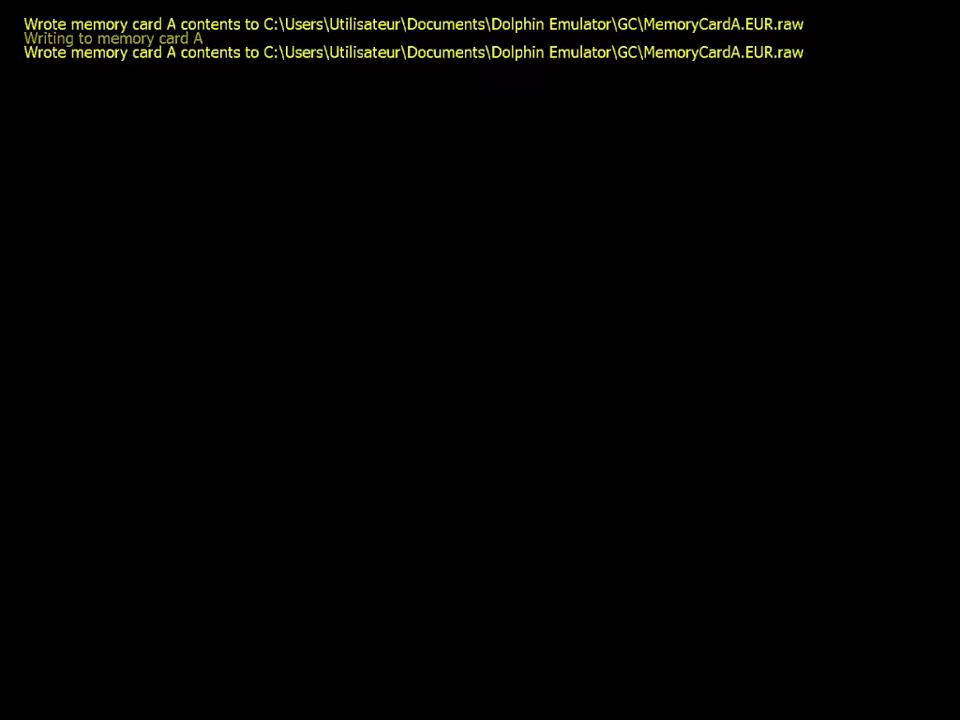 Wrote memory card A contents to C:\Users\Utilisateur\Documents\Dolphin Emulator\GC\MemoryCardA.EUR.raw
Writing to memory card A
Wrote memory card A contents to C:\Users\Utilisateur\Documents\Dolphin Emulator\GC\MemoryCardA.EUR.raw